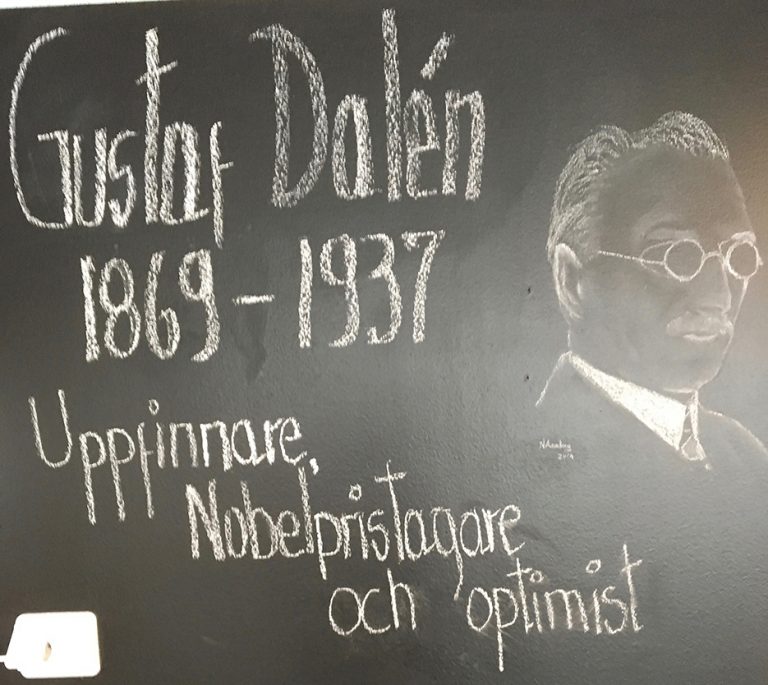 Gustaf Dalén
1869 – 1937
Uppfinnare,
Nobelpristagare
och optimist